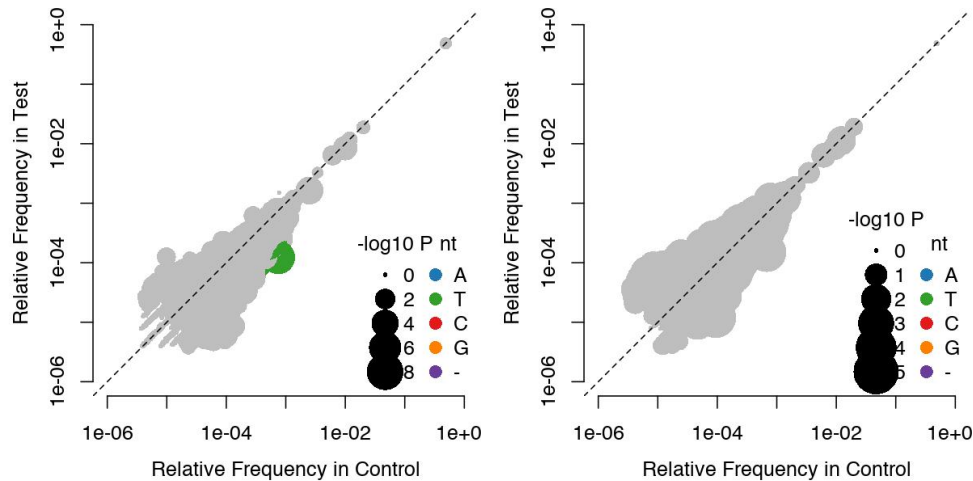 1e+0
1e-02
1e-04
1e-06
Relative Frequency in Test
1e-06 1e-04 1e-02 1e+0
Relative Frequency in Control
-log10 P nt
0 A
2 T
4 C
6 G
8 -
1e+0
1e-02
1e-04
1e-06
Relative Frequency in Test
1e-06 1e-04 1e-02 1e+0
Relative Frequency in Control
-log10 P
nt
0
1 A
2 T
3 C
4 G
5 -